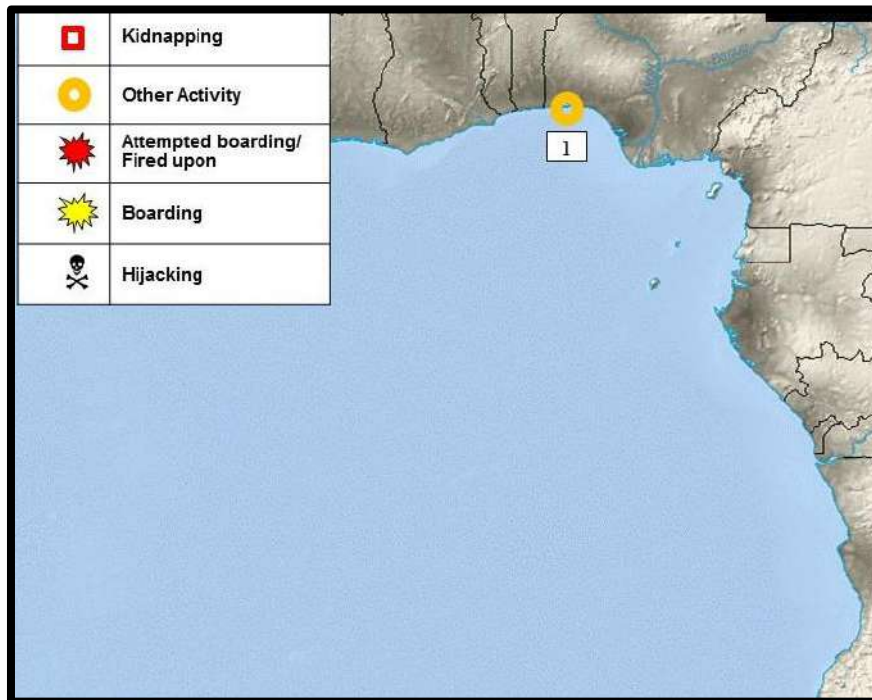 Kidnapping
Other Activity
Attempted boarding/
Fired upon
Boarding
Hijacking
1